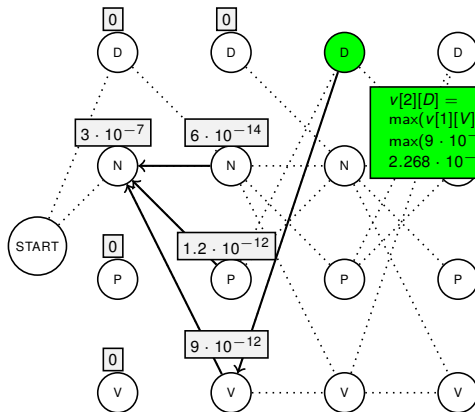 0
0
D
D
D
D
v[2][D] =
max(v[1][V]
max(9 · 10⁻
2.268 · 10⁻
3 · 10⁻⁷
6 · 10⁻¹⁴
N
N
N
N
START
0
1.2 · 10⁻¹²
P
P
P
P
0
9 · 10⁻¹²
V
V
V
V